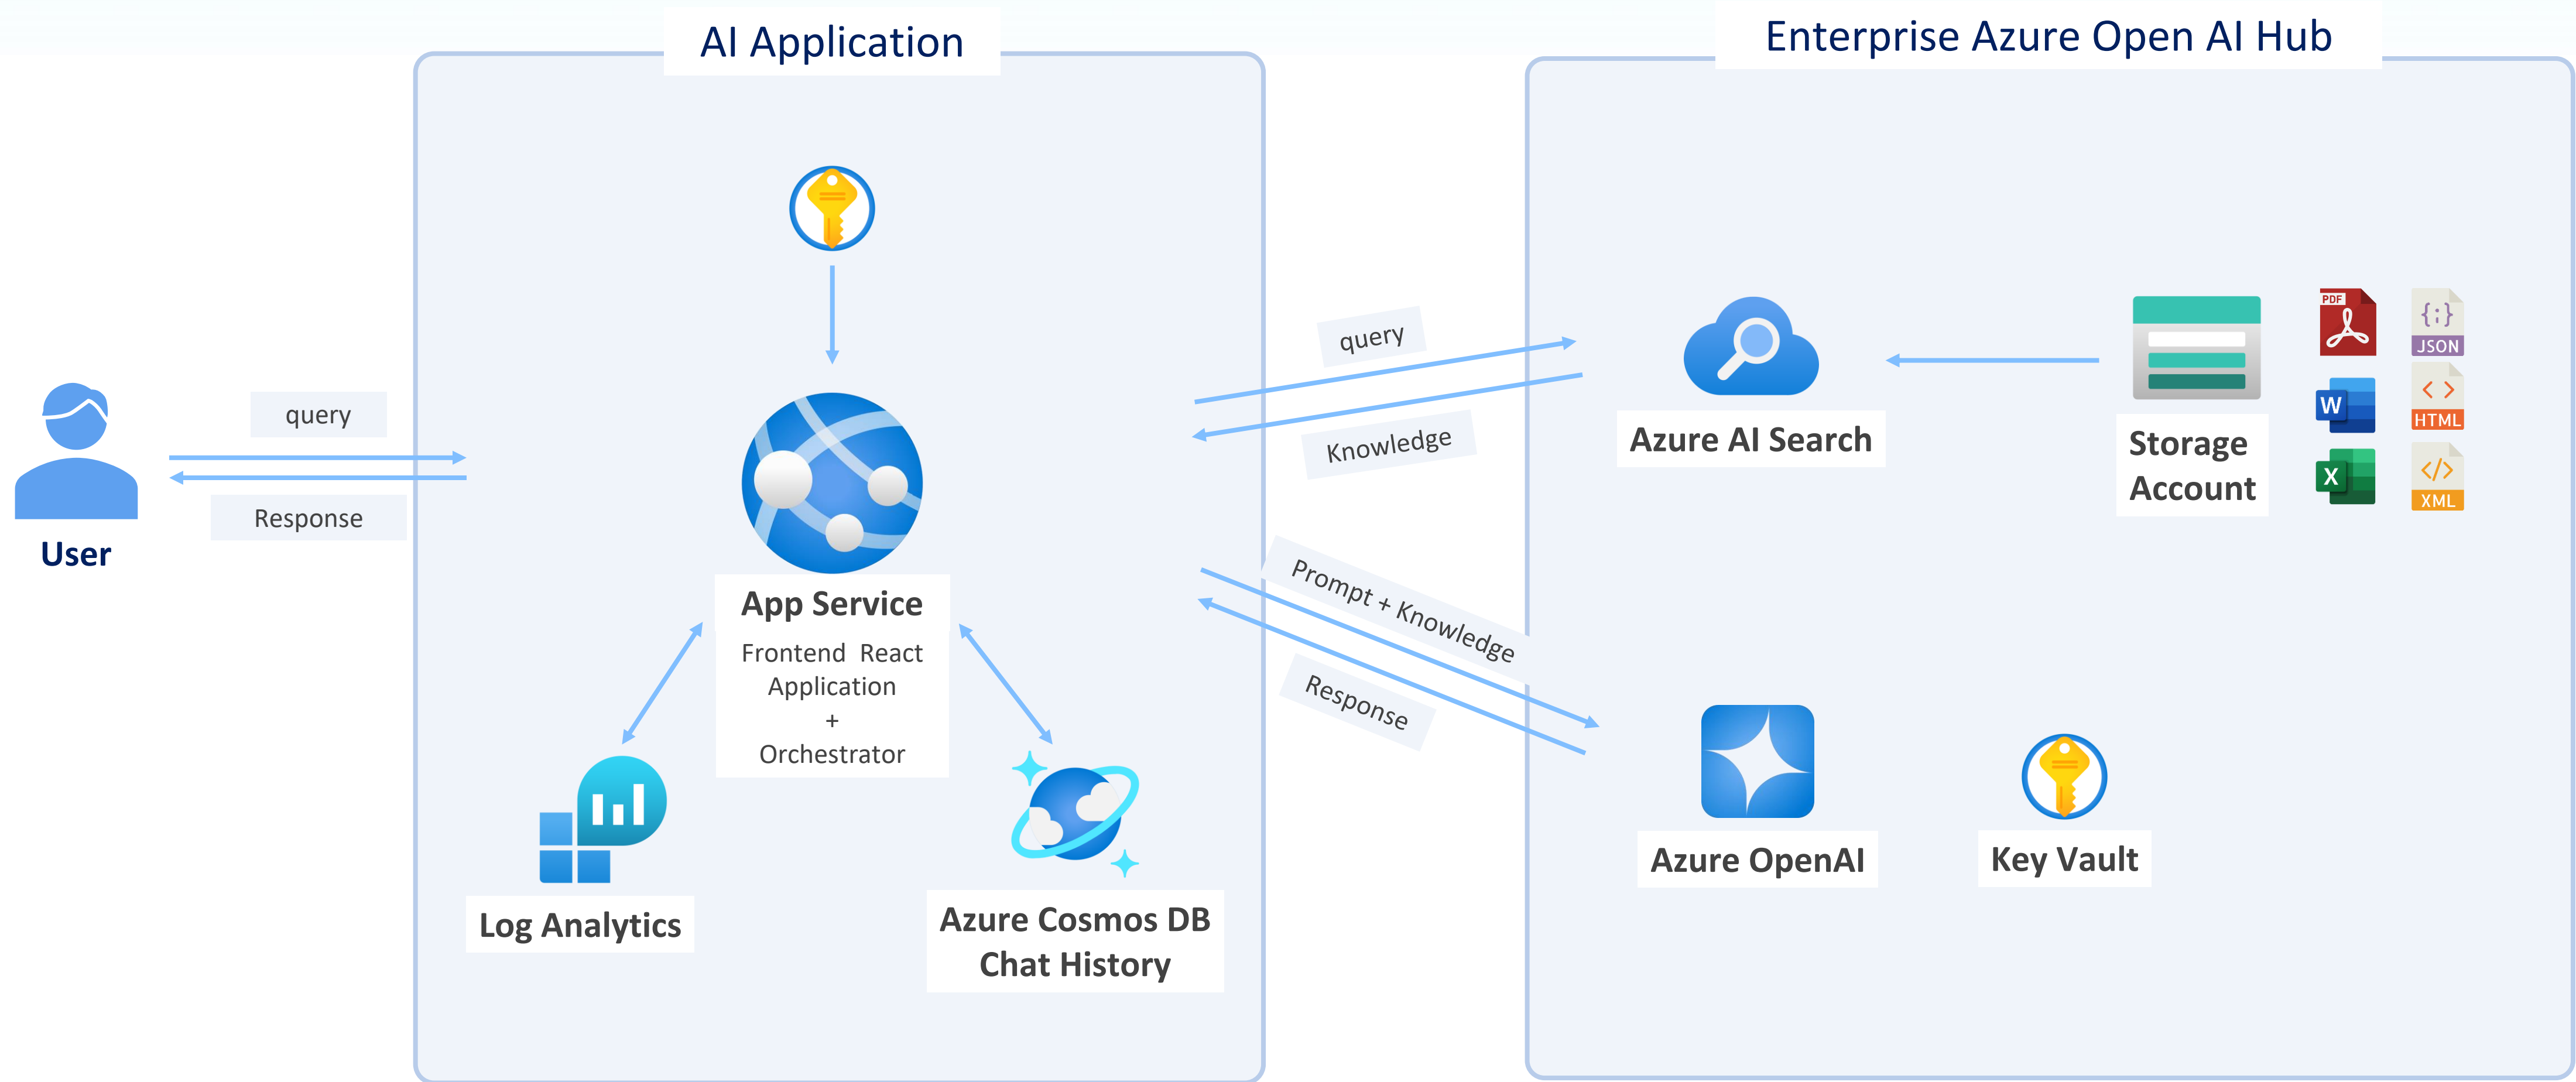 AI Application
Enterprise Azure Open AI Hub
query
Response
User
App Service
Frontend React
Application
+
Orchestrator
Log Analytics
Azure Cosmos DB
Chat History
query
Knowledge
Prompt + Knowledge
Response
Azure AI Search
Storage
Account
PDF
{;}
JSON
W
< >
HTML
X
</>
XML
Azure OpenAI
Key Vault